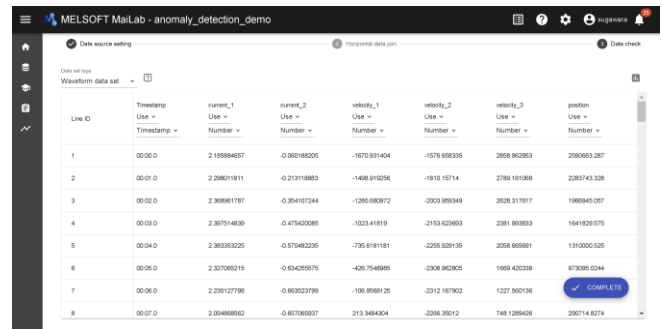 MELSOFT MaiLab - anomaly_detection_demo
sugawara
Data source setting
Horizontal data join
Data check
Data set type
Waveform data set
Line ID
Timestamp current_1 current_2 velocity_1 velocity_2 velocity_3 position
Use Use Use Use Use Use Use
Timestamp Number Number Number Number Number Number
1 00:00.0 2.185884657 -0.060188205 -1670.931404 -1576.658335 2858.962953 2590663.287
2 00:01.0 2.298011811 -0.213118883 -1498.919256 -1810.15714 2789.161068 2283743.328
3 00:02.0 2.368961787 -0.354107244 -1260.680972 -2003.959349 2628.317617 1966945.057
4 00:03.0 2.397514839 -0.475420085 -1023.41819 -2153.623693 2381.993833 1641829.575
5 00:04.0 2.383353225 -0.570482235 -735.6181181 -2255.929135 2058.665691 1310000.525
6 00:05.0 2.327065215 -0.634255575 -426.7548985 -2308.962805 1669.420338 973095.0244
7 00:06.0 2.230127798 -0.663523799 -106.9568125 -2312.167902 1227.560136
COMPLETE
8 00:07.0 2.094868562 -0.657065937 213.3484304 -2266.39012 748.1289428 290714.8274